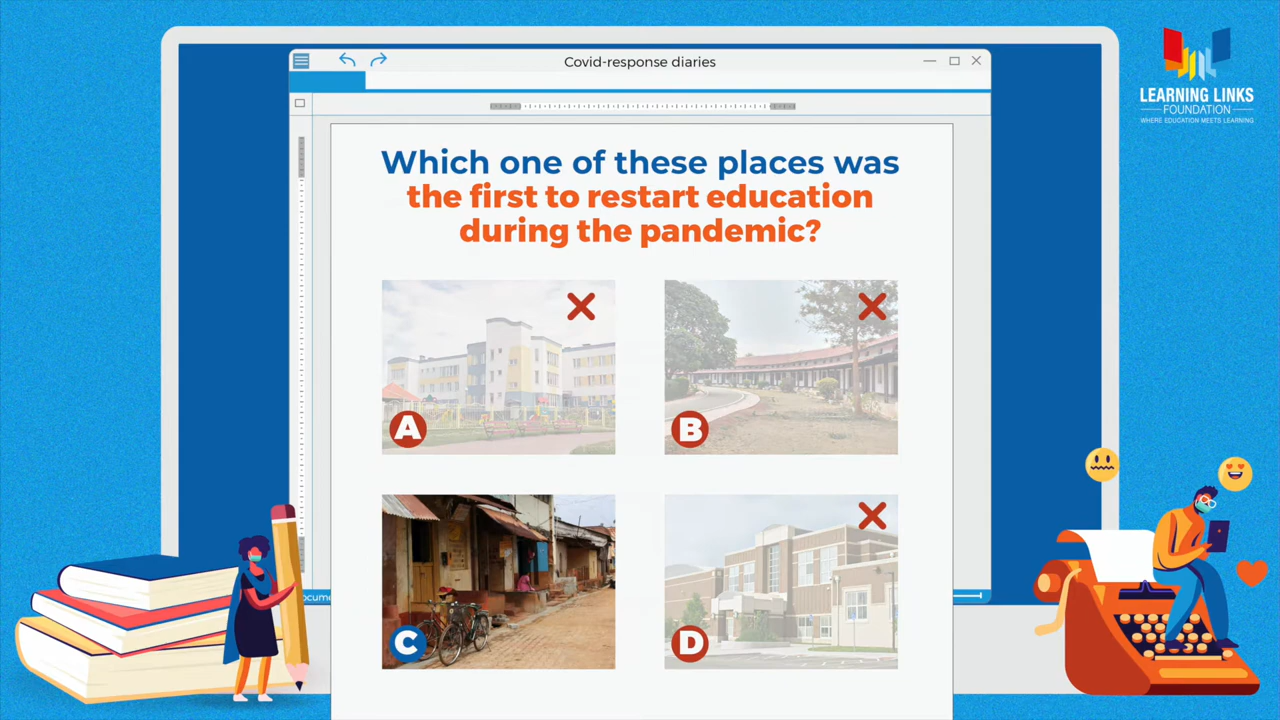 Covid-response diaries
LEARNING LINKS
FOUNDATION
WHERE EDUCATION MEETS LEARNING
Which one of these places was
the first to restart education
during the pandemic?
A
B
C
D
ocume